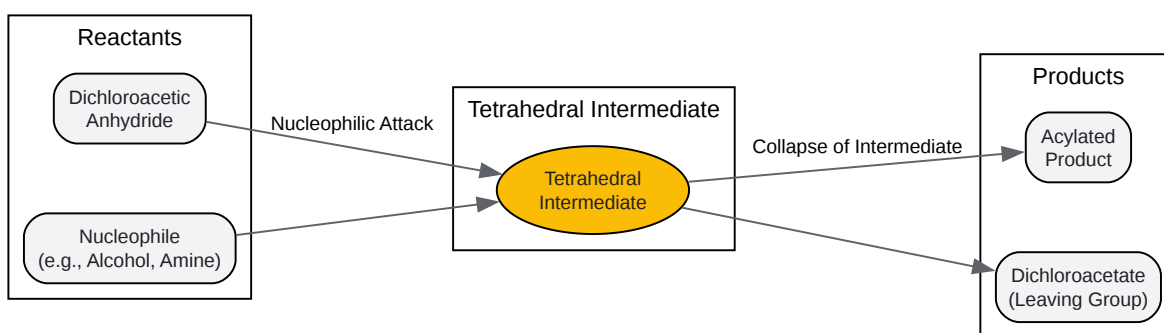 Reactants
Dichloroacetic
Anhydride
Nucleophile
(e.g., Alcohol, Amine)
Nucleophilic Attack
Tetrahedral Intermediate
Tetrahedral
Intermediate
Collapse of Intermediate
Products
Acylated
Product
Dichloroacetate
(Leaving Group)